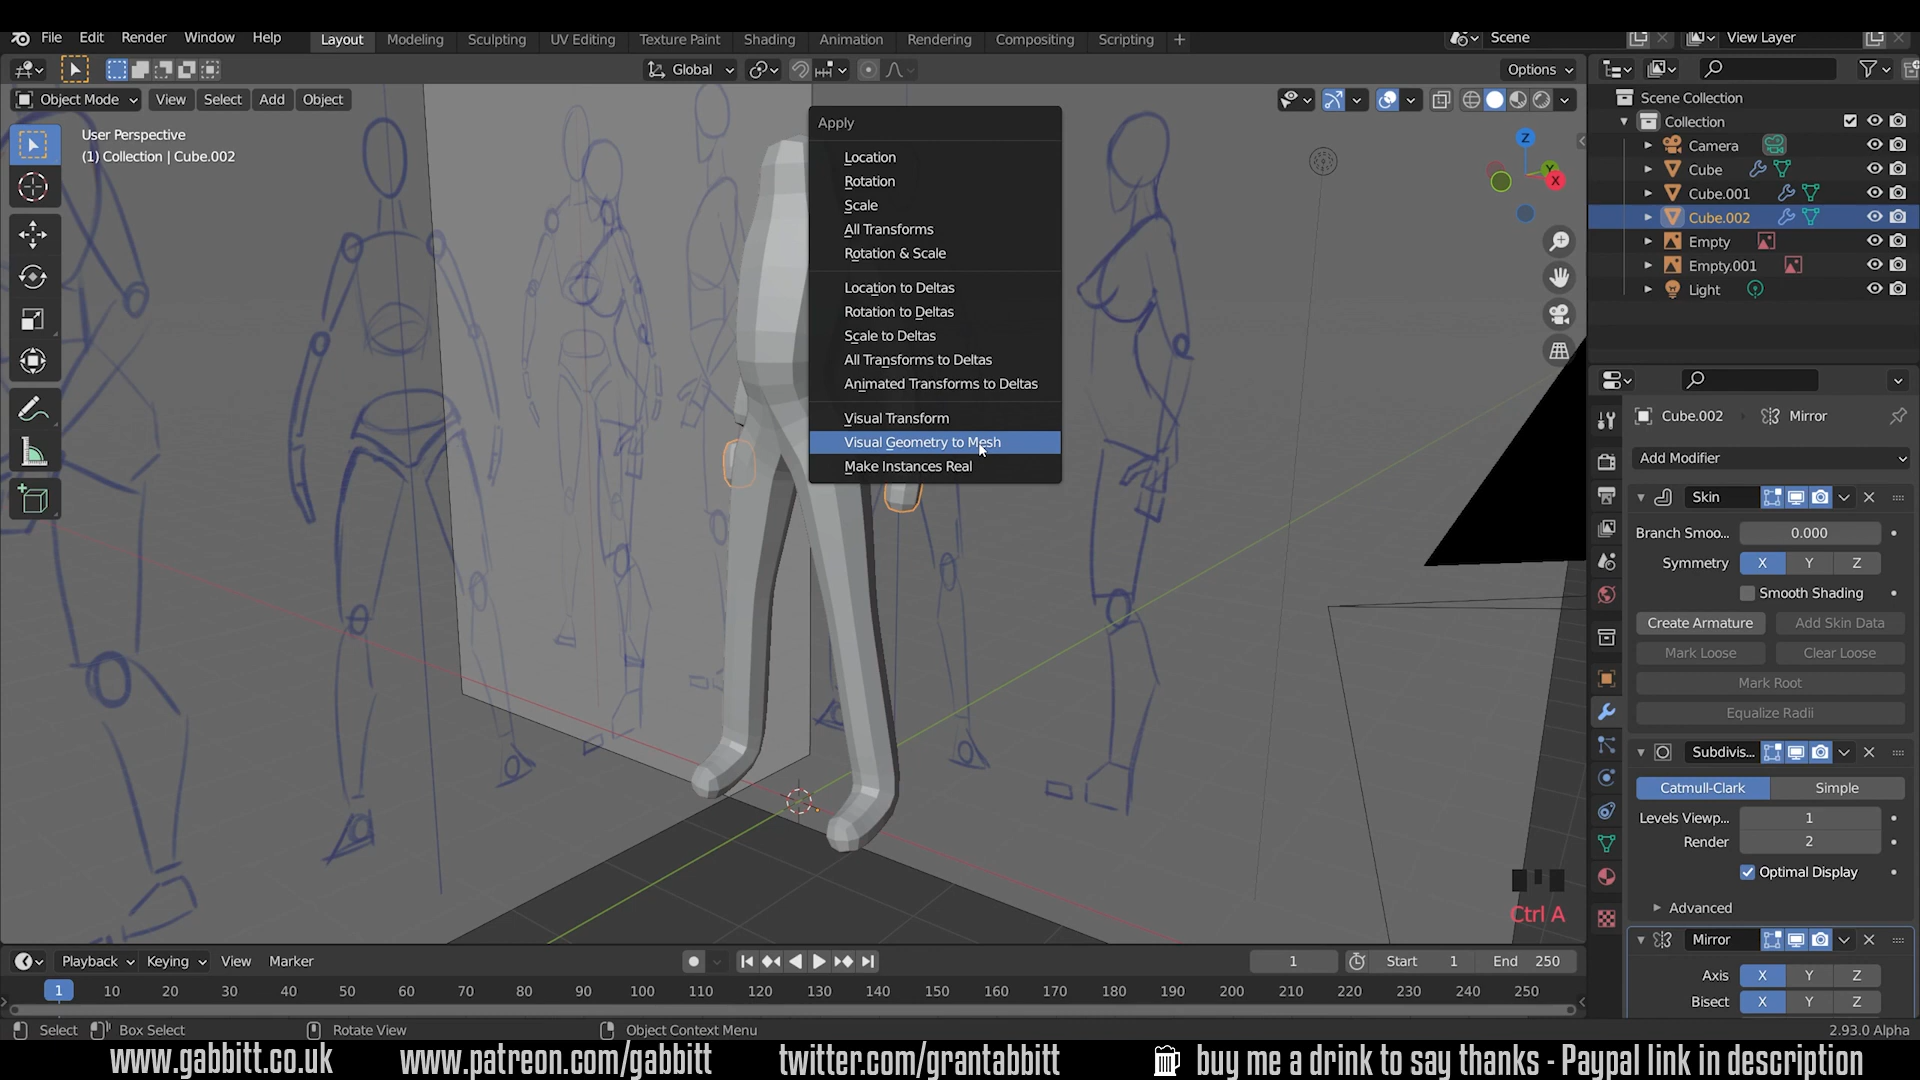 File Edit Render Window Help
Layout Modeling Sculpting UV Editing Texture Paint Shading Animation Rendering Compositing Scripting +
Scene View Layer
Global Options
Object Mode View Select Add Object
User Perspective
(1) Collection | Cube.002
Apply
Location
Rotation
Scale
All Transforms
Rotation & Scale
Location to Deltas
Rotation to Deltas
Scale to Deltas
All Transforms to Deltas
Animated Transforms to Deltas
Visual Transform
Visual Geometry to Mesh
Make Instances Real
Z
Y
X
Ctrl A
Scene Collection
Collection
Camera
Cube
Cube.001
Cube.002
Empty
Empty.001
Light
Cube.002 Mirror
Add Modifier
Skin
Branch Smoo... 0.000
Symmetry X Y Z
Smooth Shading
Create Armature Add Skin Data
Mark Loose Clear Loose
Mark Root
Equalize Radii
Subdivis...
Catmull-Clark Simple
Levels Viewp... 1
Render 2
Optimal Display
Advanced
Mirror
Axis X Y Z
Bisect X Y Z
Playback Keying View Marker 1 Start 1 End 250
1 10 20 30 40 50 60 70 80 90 100 110 120 130 140 150 160 170 180 190 200 210 220 230 240 250
Select Box Select Rotate View Object Context Menu 2.93.0 Alpha
www.gabbitt.co.uk www.patreon.com/gabbitt twitter.com/grantabbitt buy me a drink to say thanks - Paypal link in description